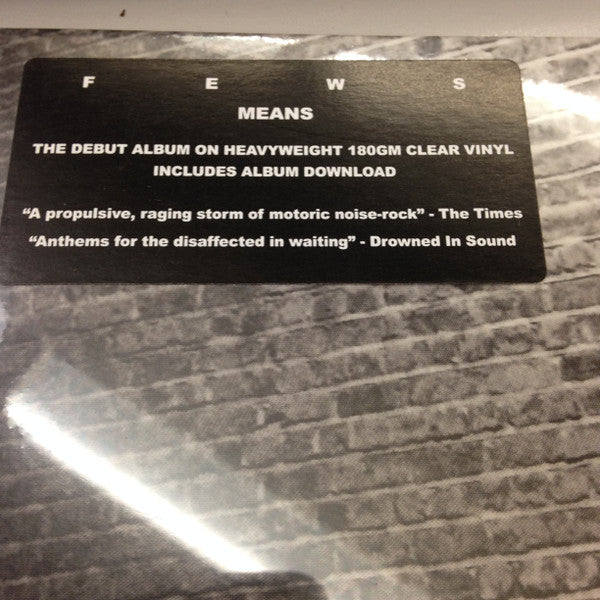 F E W S
MEANS
THE DEBUT ALBUM ON HEAVYWEIGHT 180GM CLEAR VINYL
INCLUDES ALBUM DOWNLOAD
“A propulsive, raging storm of motoric noise-rock” - The Times
“Anthems for the disaffected in waiting” - Drowned In Sound